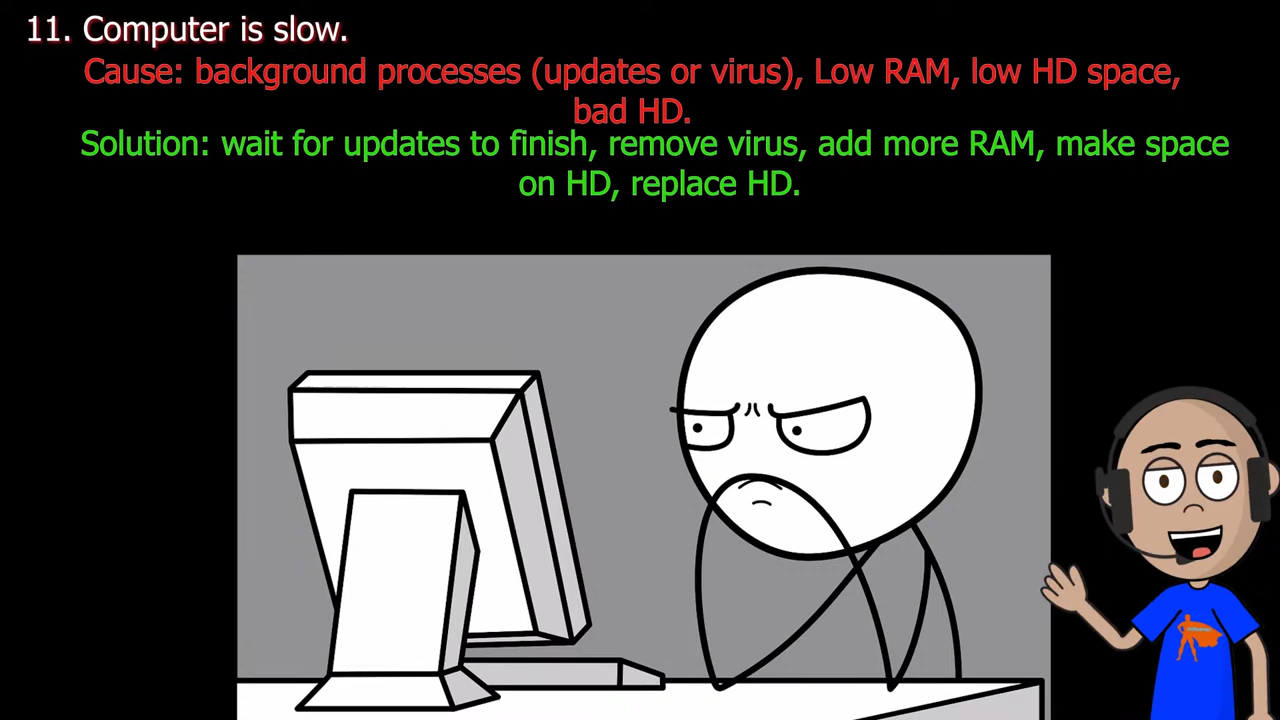 11. Computer is slow.
Cause: background processes (updates or virus), Low RAM, low HD space,
bad HD.
Solution: wait for updates to finish, remove virus, add more RAM, make space
on HD, replace HD.